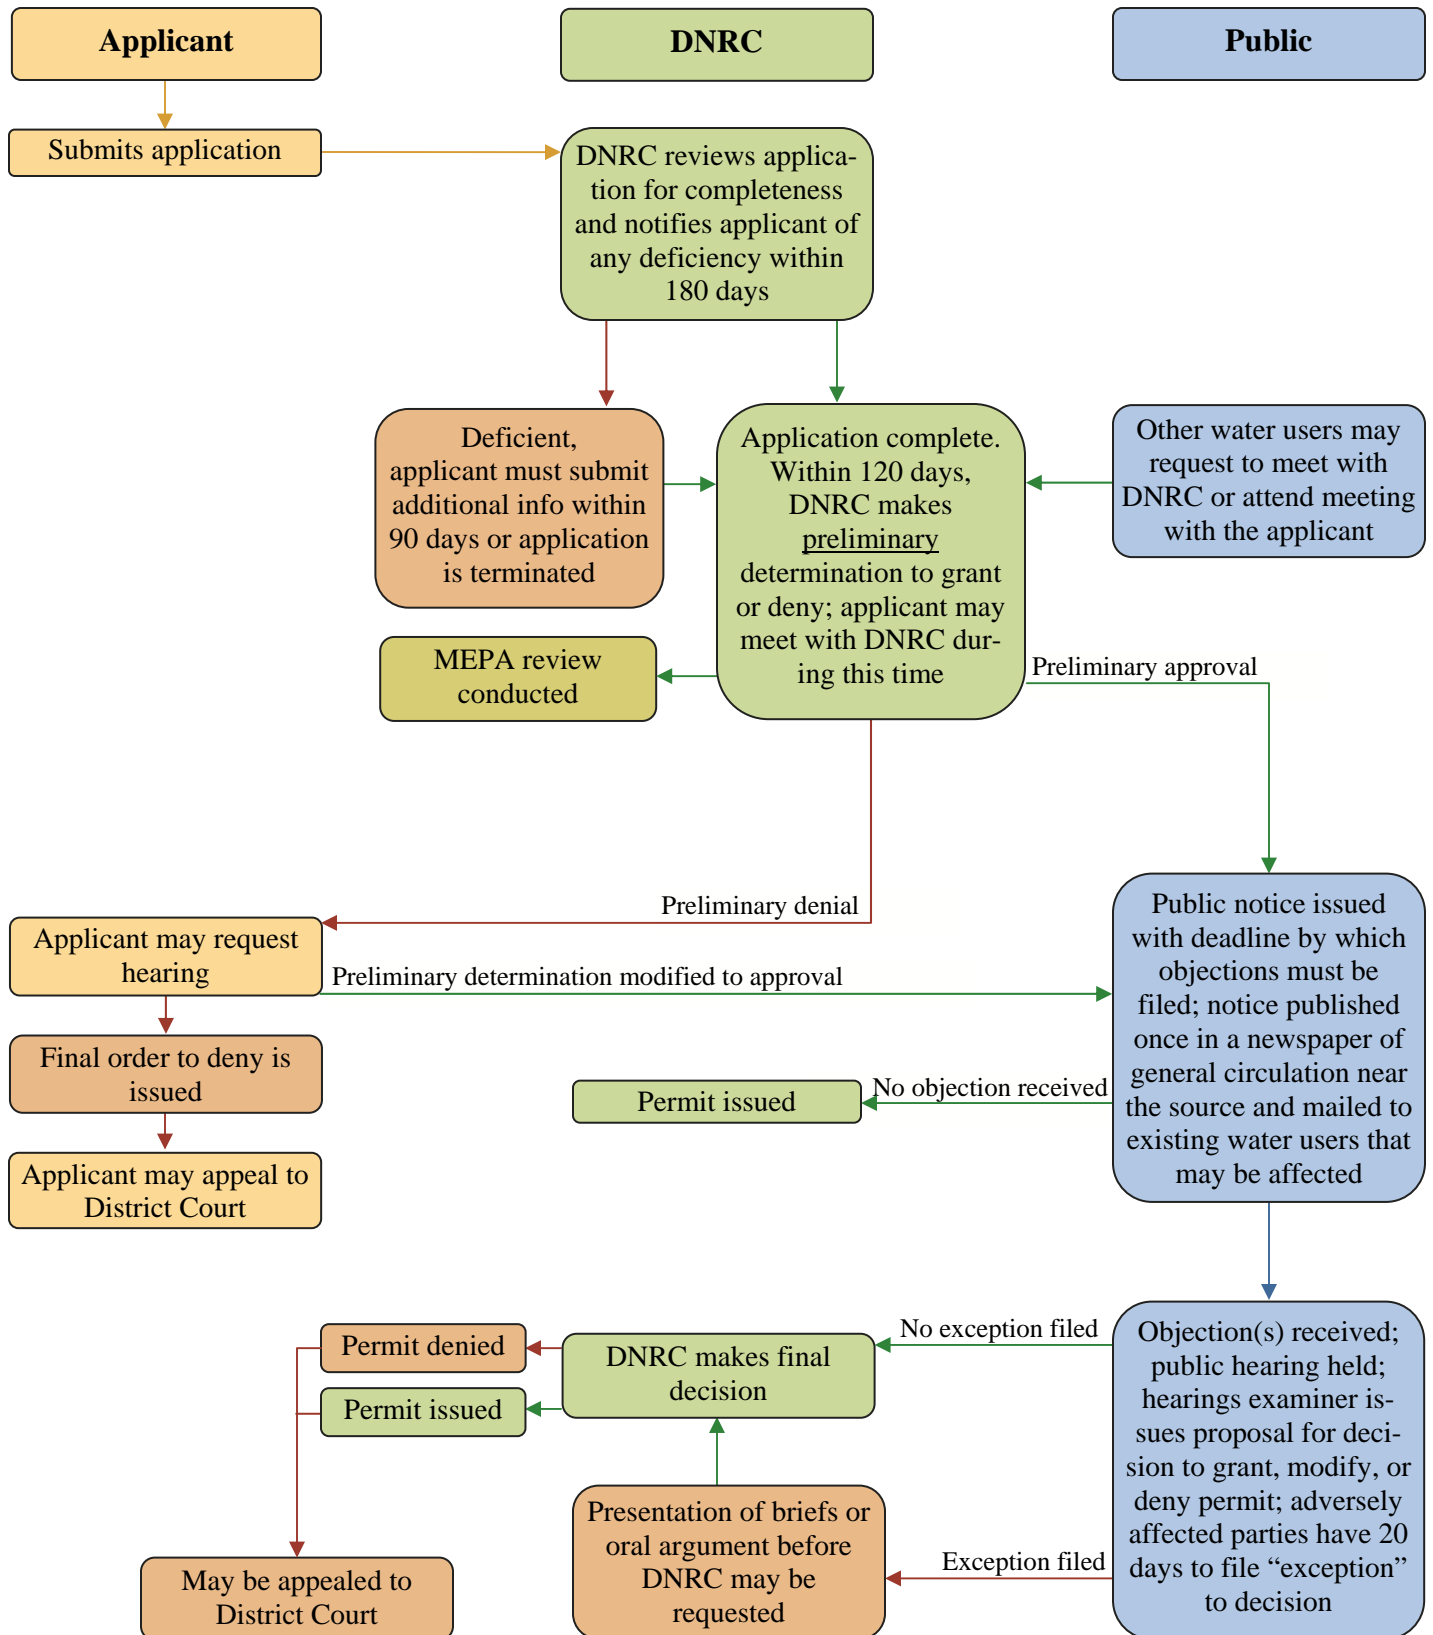 Applicant
DNRC
Public
Submits application
DNRC reviews applica-
tion for completeness
and notifies applicant of
any deficiency within
180 days
Deficient,
applicant must submit
additional info within
90 days or application
is terminated
Application complete.
Within 120 days,
DNRC makes
preliminary
determination to grant
or deny; applicant may
meet with DNRC dur-
ing this time
Other water users may
request to meet with
DNRC or attend meeting
with the applicant
MEPA review
conducted
Preliminary approval
Preliminary denial
Applicant may request
hearing
Preliminary determination modified to approval
Public notice issued
with deadline by which
objections must be
filed; notice published
once in a newspaper of
general circulation near
the source and mailed to
existing water users that
may be affected
Final order to deny is
issued
No objection received
Permit issued
Applicant may appeal to
District Court
No exception filed
Objection(s) received;
public hearing held;
hearings examiner is-
sues proposal for deci-
sion to grant, modify, or
deny permit; adversely
affected parties have 20
days to file “exception”
to decision
DNRC makes final
decision
Permit denied
Permit issued
Exception filed
Presentation of briefs or
oral argument before
DNRC may be
requested
May be appealed to
District Court